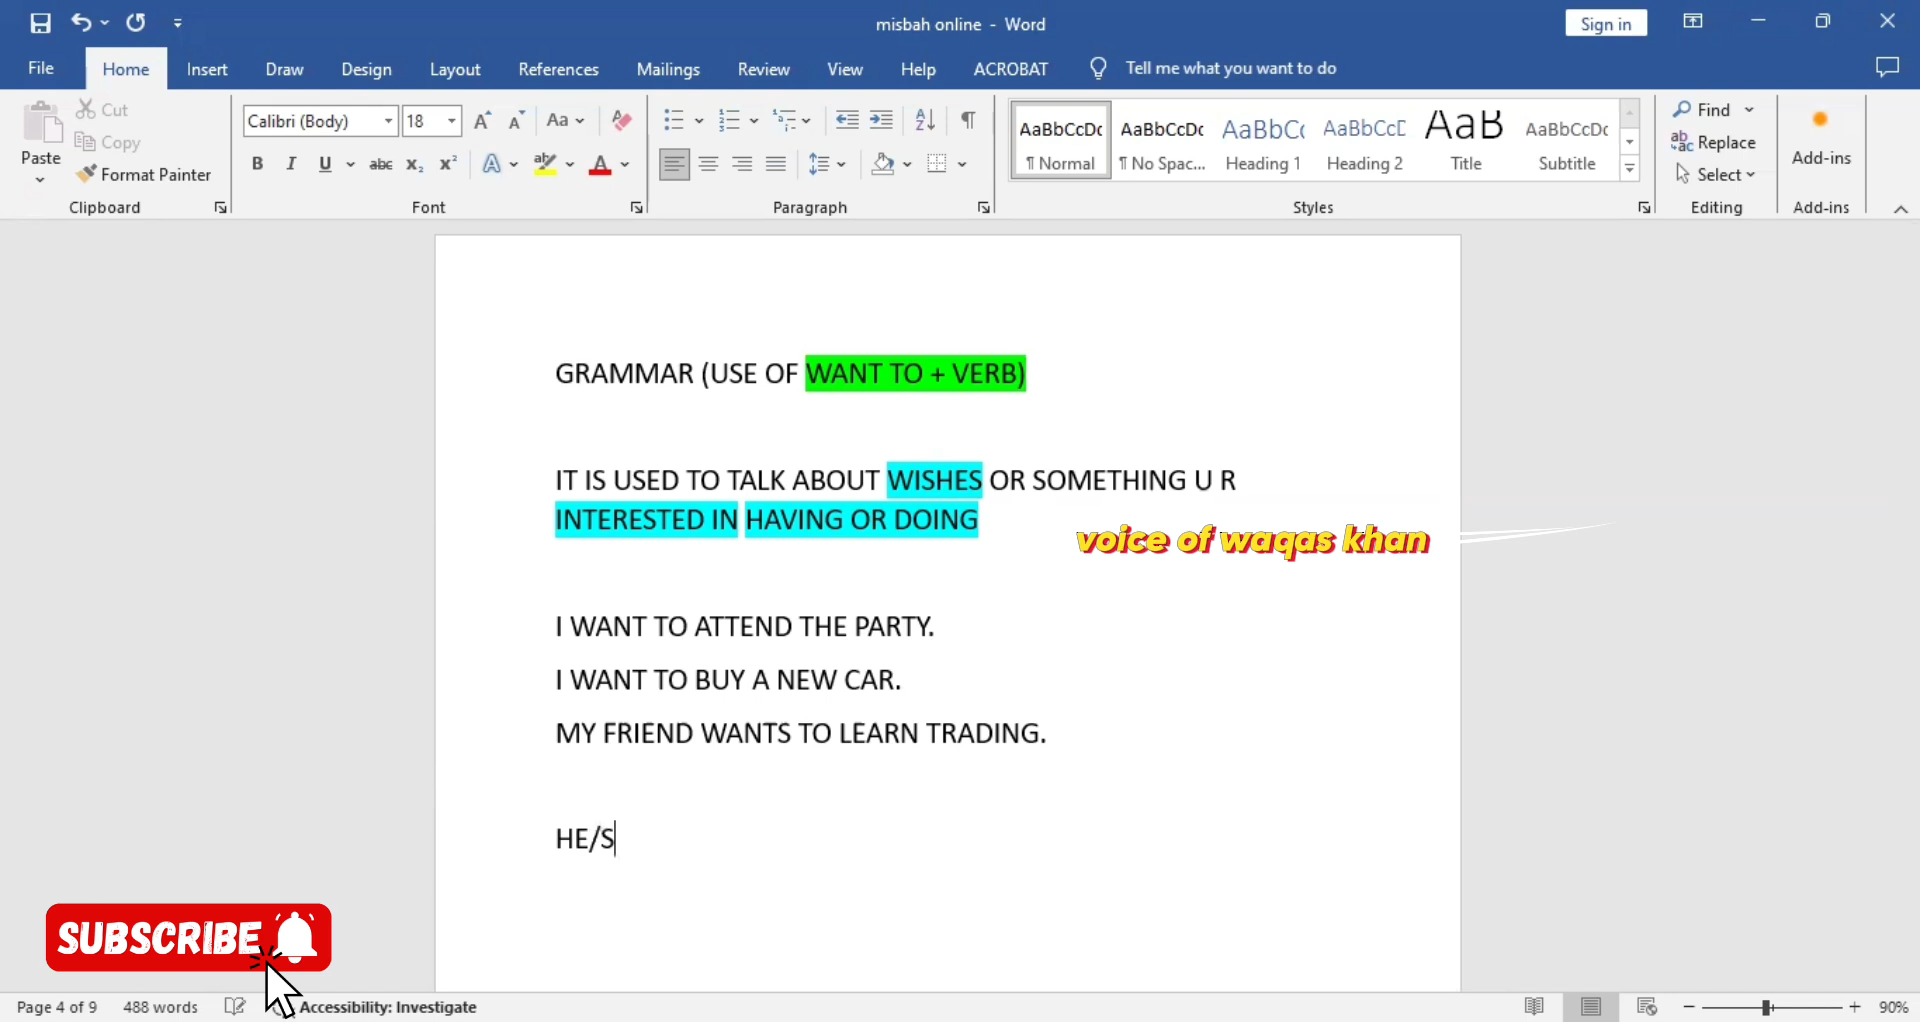 misbah online - Word
Sign in
File Home Insert Draw Design Layout References Mailings Review View Help ACROBAT Tell me what you want to do
Paste
Cut
Copy
Format Painter
Clipboard
Calibri (Body) 18
Font
Paragraph
AaBbCcDc AaBbCcDc AaBbC( AaBbCcD AaB AaBbCcDc
¶ Normal ¶ No Spac... Heading 1 Heading 2 Title Subtitle
Styles
Find
Replace
Select
Editing
Add-ins
Add-ins
GRAMMAR (USE OF WANT TO + VERB)
IT IS USED TO TALK ABOUT WISHES OR SOMETHING U R
INTERESTED IN HAVING OR DOING
voice of waqas khan
I WANT TO ATTEND THE PARTY.
I WANT TO BUY A NEW CAR.
MY FRIEND WANTS TO LEARN TRADING.
HE/S
SUBSCRIBE
Page 4 of 9 488 words Accessibility: Investigate 90%